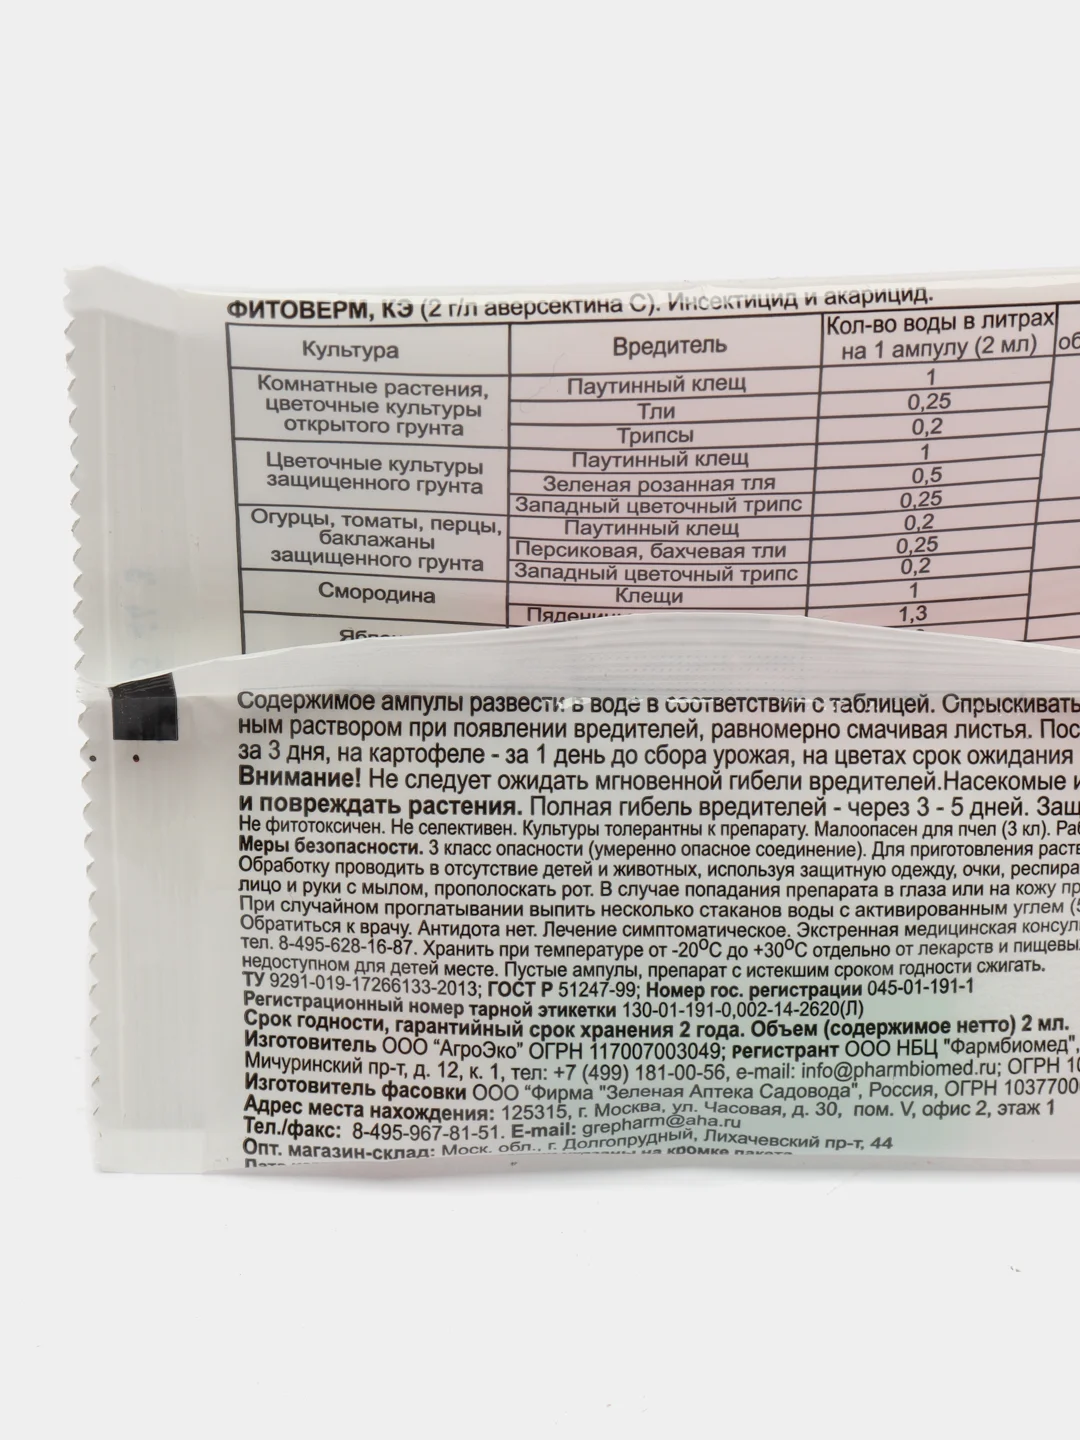 ФИТОВЕРМ, КЭ (2 г/л аверсектина С). Инсектицид и акарицид.
Культура Вредитель Кол-во воды в литрах на 1 ампулу (2 мл) об
Комнатные растения, цветочные культуры открытого грунта Паутинный клещ 1
Тли 0,25
Трипсы 0,2
Цветочные культуры защищенного грунта Паутинный клещ 1
Зеленая розанная тля 0,5
Западный цветочный трипс 0,25
Огурцы, томаты, перцы, баклажаны защищенного грунта Паутинный клещ 0,2
Персиковая, бахчевая тли 0,25
Западный цветочный трипс 0,2
Смородина Клещи 1
Пядени 1,3
Ябл
Содержимое ампулы развести в воде в соответствии с таблицей. Опрыскивать
ным раствором при появлении вредителей, равномерно смачивая листья. Пос
за 3 дня, на картофеле - за 1 день до сбора урожая, на цветах срок ожидания
Внимание! Не следует ожидать мгновенной гибели вредителей.Насекомые
и повреждать растения. Полная гибель вредителей - через 3 - 5 дней. Защ
Не фитотоксичен. Не селективен. Культуры толерантны к препарату. Малоопасен для пчел (3 кл). Раб
Меры безопасности. 3 класс опасности (умеренно опасное соединение). Для приготовления раств
Обработку проводить в отсутствие детей и животных, используя защитную одежду, очки, респира
лицо и руки с мылом, прополоскать рот. В случае попадания препарата в глаза или на кожу пр
При случайном проглатывании выпить несколько стаканов воды с активированным углем (5
Обратиться к врачу. Антидота нет. Лечение симптоматическое. Экстренная медицинская консул
тел. 8-495-628-16-87. Хранить при температуре от -20°С до +30°С отдельно от лекарств и пищевы
недоступном для детей месте. Пустые ампулы, препарат с истекшим сроком годности сжигать.
ТУ 9291-019-17266133-2013; ГОСТ Р 51247-99; Номер гос. регистрации 045-01-191-1
Регистрационный номер тарной этикетки 130-01-191-0,002-14-2620(Л)
Срок годности, гарантийный срок хранения 2 года. Объем (содержимое нетто) 2 мл.
Изготовитель ООО "АгроЭко" ОГРН 117007003049; Регистрант ООО НБЦ "Фармбиомед",
Мичуринский пр-т, д. 12, к. 1, тел: +7 (499) 181-00-56, e-mail: info@pharmbiomed.ru; ОГРН 10
Изготовитель фасовки ООО "Фирма "Зеленая Аптека Садовода", Россия, ОГРН 1037700
Адрес места нахождения: 125315, г. Москва, ул. Часовая, д. 30, пом. V, офис 2, этаж 1
Тел./факс: 8-495-967-81-51. E-mail: grepharm@aha.ru
Опт. магазин-склад: Моск. обл., г. Долгопрудный, Лихачевский пр-т, 44
на кромке пакета